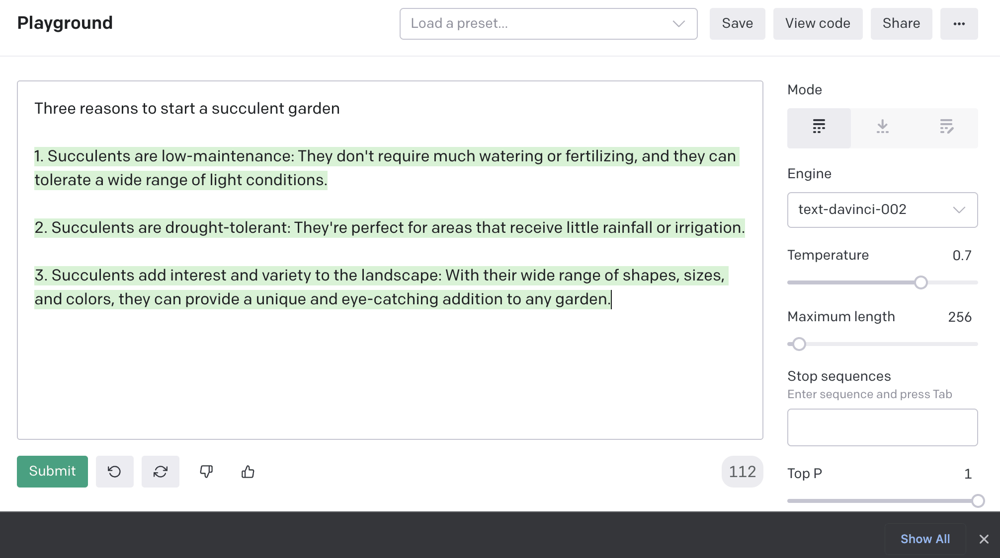 Playground
Load a preset...
Save
View code
Share
Three reasons to start a succulent garden
1. Succulents are low-maintenance: They don't require much watering or fertilizing, and they can
tolerate a wide range of light conditions.
2. Succulents are drought-tolerant: They're perfect for areas that receive little rainfall or irrigation.
3. Succulents add interest and variety to the landscape: With their wide range of shapes, sizes,
and colors, they can provide a unique and eye-catching addition to any garden.
Submit
112
Mode
Engine
text-davinci-002
Temperature 0.7
Maximum length 256
Stop sequences
Enter sequence and press Tab
Top P 1
Show All